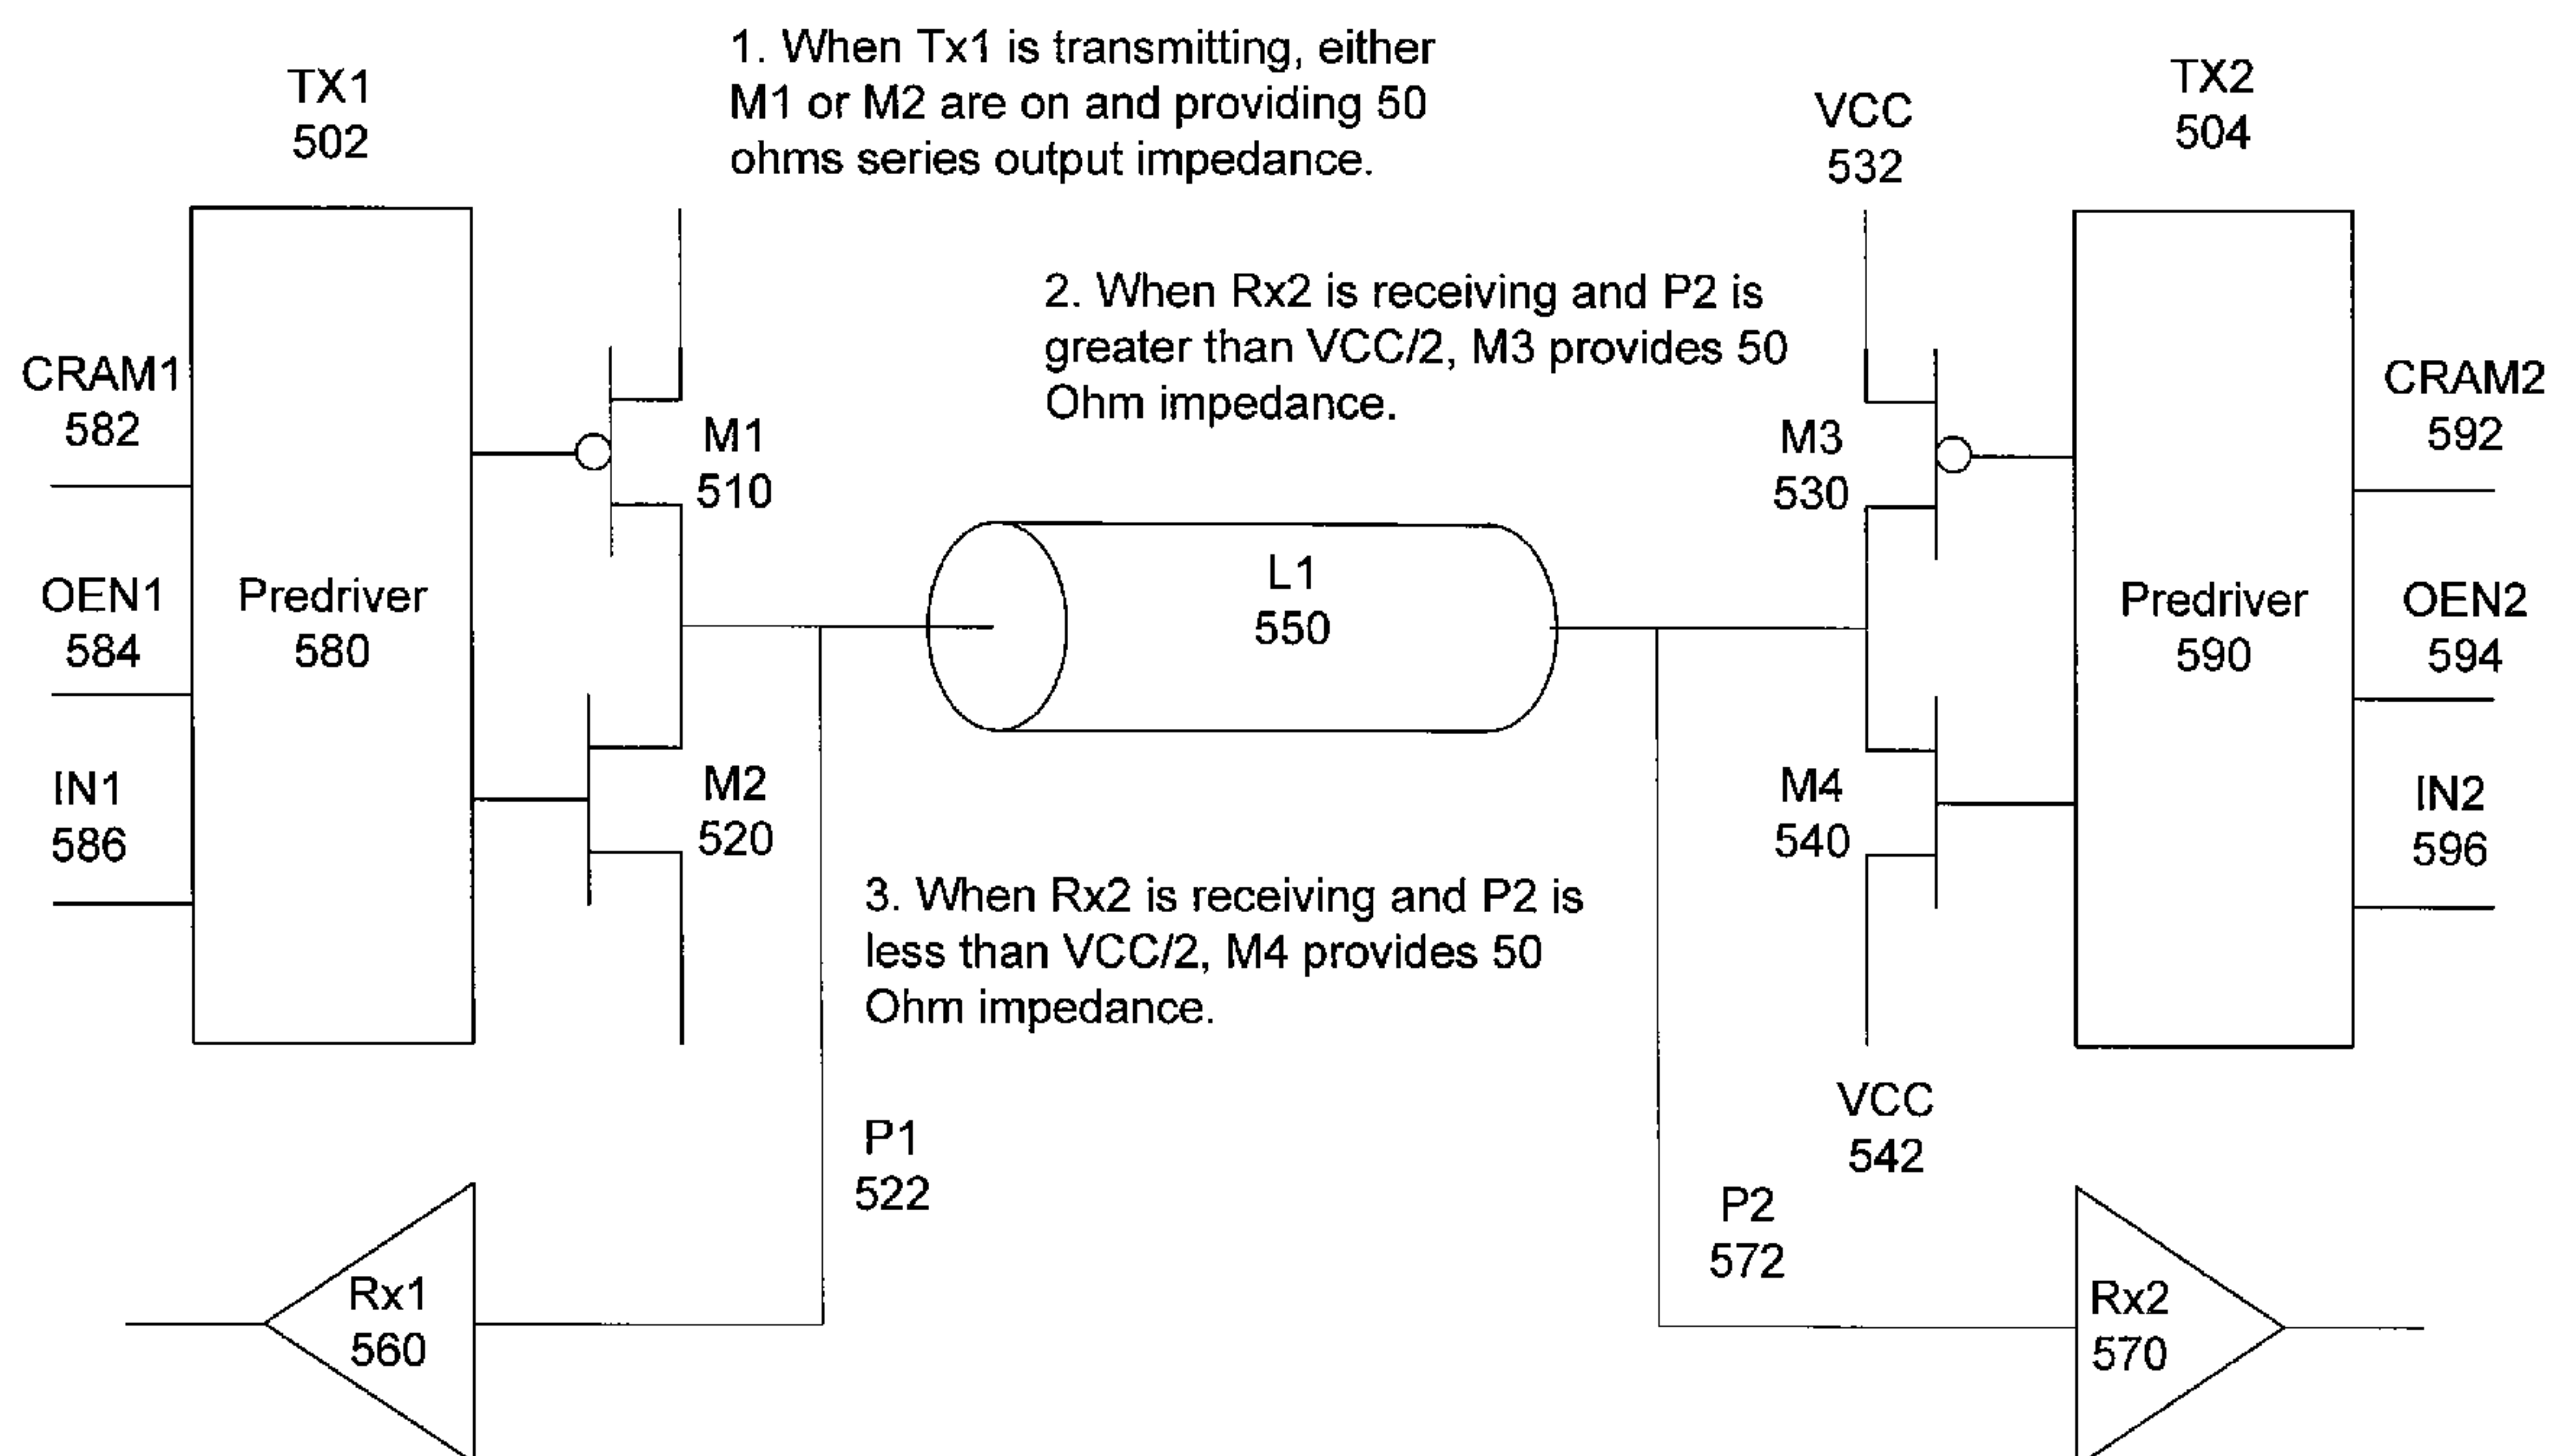 1. When Tx1 is transmitting, either
M1 or M2 are on and providing 50
ohms series output impedance.
TX1
502
VCC
532
TX2
504
2. When Rx2 is receiving and P2 is
greater than VCC/2, M3 provides 50
Ohm impedance.
CRAM1
582
M1
510
M3
530
CRAM2
592
OEN1
584
Predriver
580
L1
550
Predriver
590
OEN2
594
IN1
586
M2
520
M4
540
IN2
596
3. When Rx2 is receiving and P2 is
less than VCC/2, M4 provides 50
Ohm impedance.
VCC
542
P1
522
P2
572
Rx1
560
Rx2
570